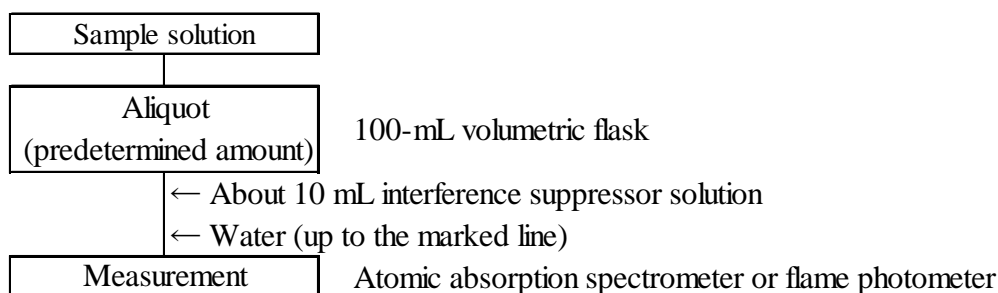 Sample solution
Aliquot
(predetermined amount)
100-mL volumetric flask
← About 10 mL interference suppressor solution
← Water (up to the marked line)
Measurement
Atomic absorption spectrometer or flame photometer